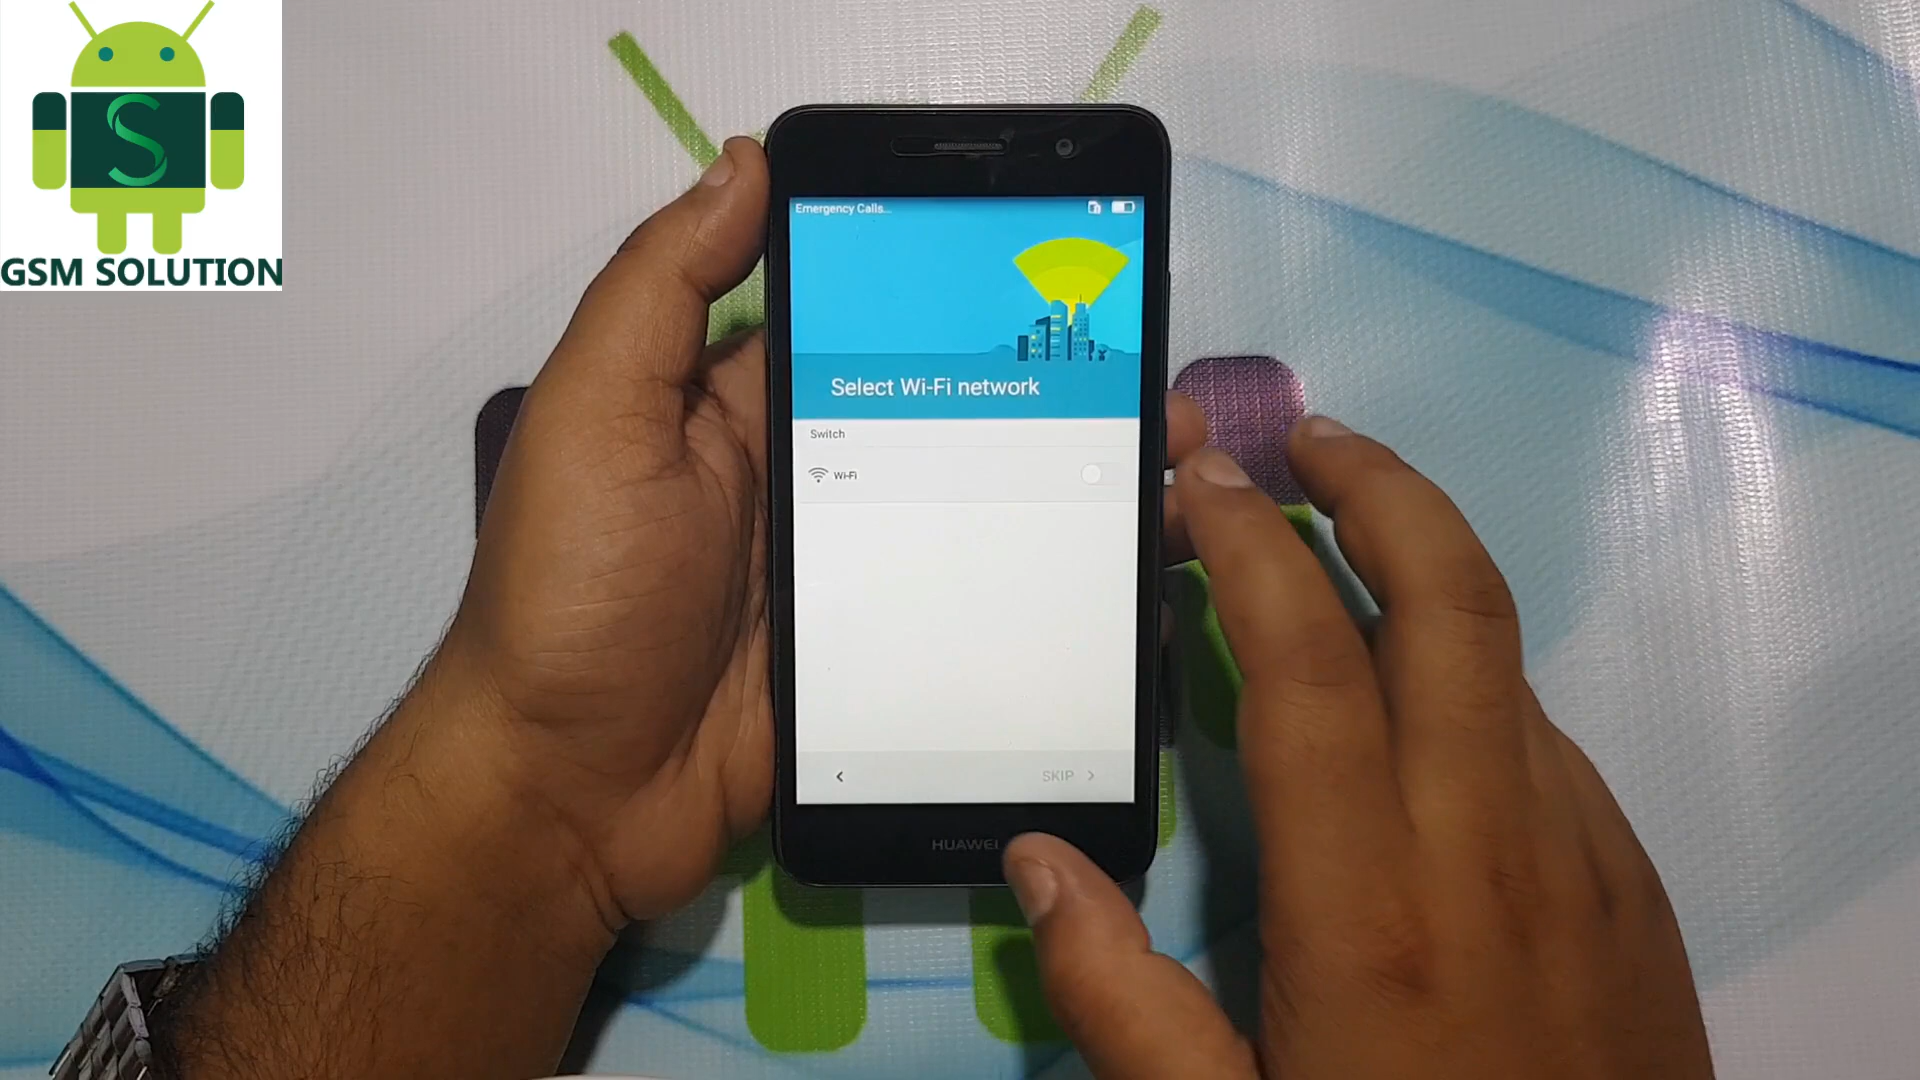 S
GSM SOLUTION
Emergency Calls...
Select Wi-Fi network
Switch
Wi-Fi
SKIP
HUAWEI